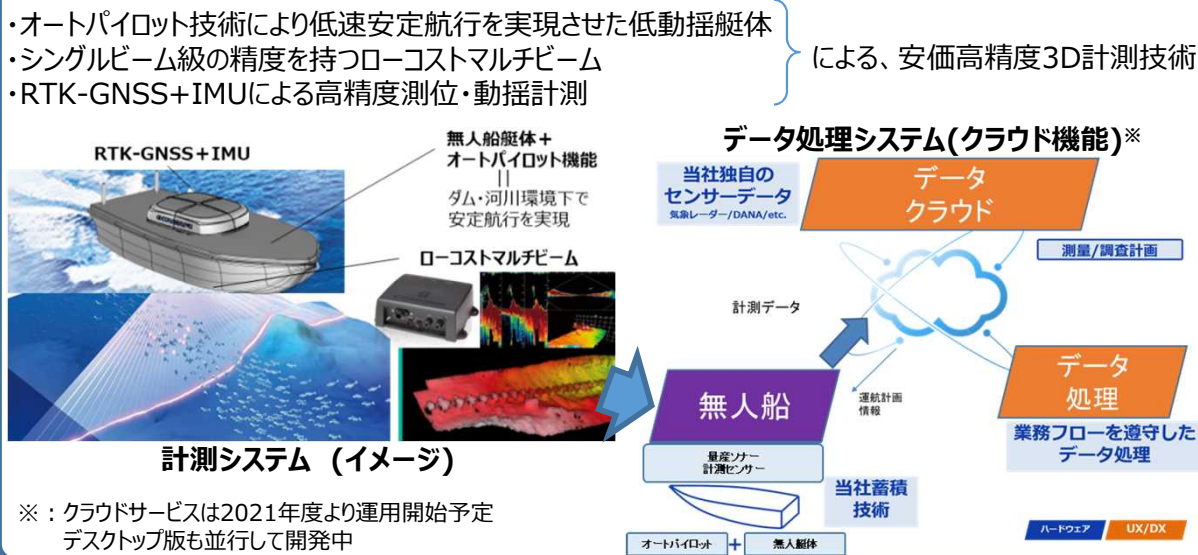 ・オートパイロット技術により低速安定航行を実現させた低動揺艇体
・シングルビーム級の精度を持つローコストマルチビーム
・RTK-GNSS+IMUによる高精度測位・動揺計測
による、安価高精度3D計測技術
RTK-GNSS+IMU
無人船艇体＋
オートパイロット機能
||
ダム・河川環境下で
安定航行を実現
ローコストマルチビーム
計測システム (イメージ)
※：クラウドサービスは2021年度より運用開始予定
デスクトップ版も並行して開発中
データ処理システム(クラウド機能)※
当社独自の
センサーデータ
気象レーダー/DANA/etc.
データ
クラウド
測量/調査計画
計測データ
無人船
運航計画
情報
データ
処理
業務フローを遵守した
データ処理
量産ソナー
計測センサー
当社蓄積
技術
オートパイロット
+
無人艇体
ハードウェア
UX/DX